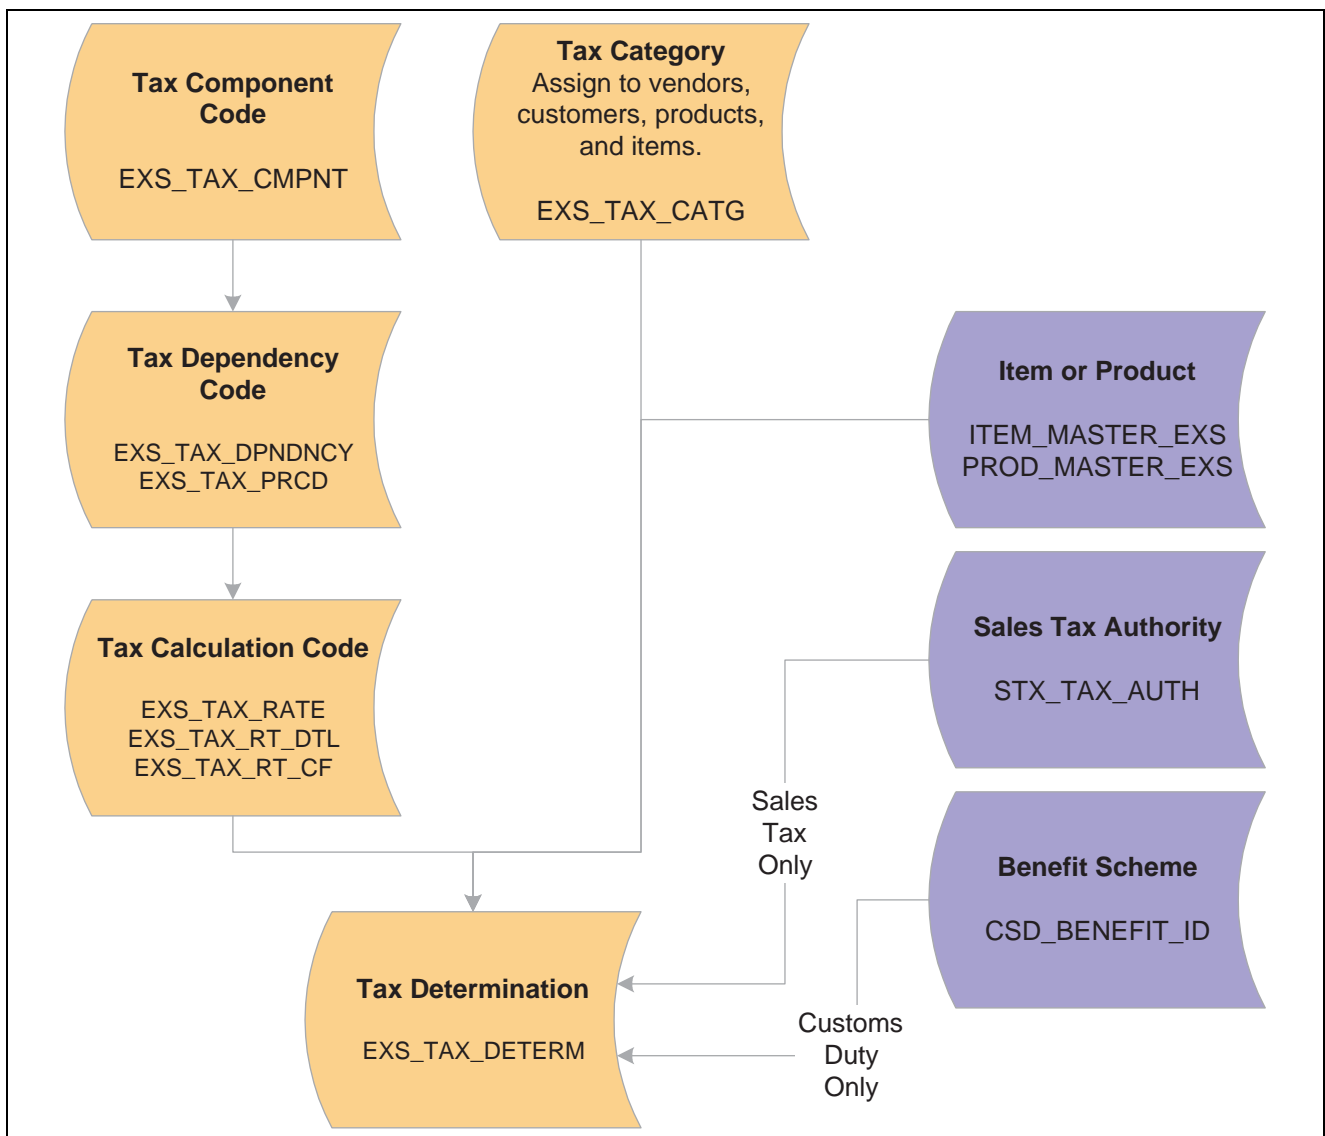 Tax Component
Code
EXS_TAX_CMPNT
Tax Category
Assign to vendors,
customers, products,
and items.
EXS_TAX_CATG
Tax Dependency
Code
EXS_TAX_DPNDNCY
EXS_TAX_PRCD
Item or Product
ITEM_MASTER_EXS
PROD_MASTER_EXS
Tax Calculation Code
EXS_TAX_RATE
EXS_TAX_RT_DTL
EXS_TAX_RT_CF
Sales Tax Authority
STX_TAX_AUTH
Sales
Tax
Only
Benefit Scheme
CSD_BENEFIT_ID
Tax Determination
EXS_TAX_DETERM
Customs
Duty
Only